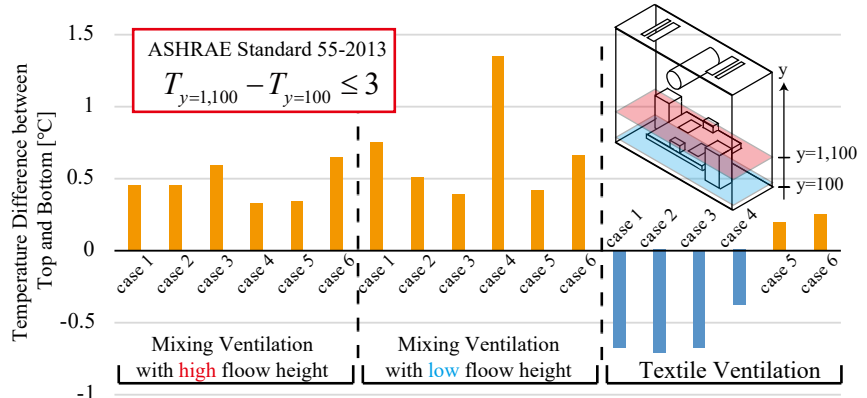 1.5
1
0.5
0
-0.5
-1
Temperature Difference between
Top and Bottom [℃]
ASHRAE Standard 55-2013
T y=1,100 − T y=100 ≤ 3
y
y=1,100
y=100
case 1
case 2
case 3
case 4
case 5
case 6
case 1
case 2
case 3
case 4
case 5
case 6
case 1
case 2
case 3
case 4
case 5
case 6
Mixing Ventilation
with high floow height
Mixing Ventilation
with low floow height
Textile Ventilation